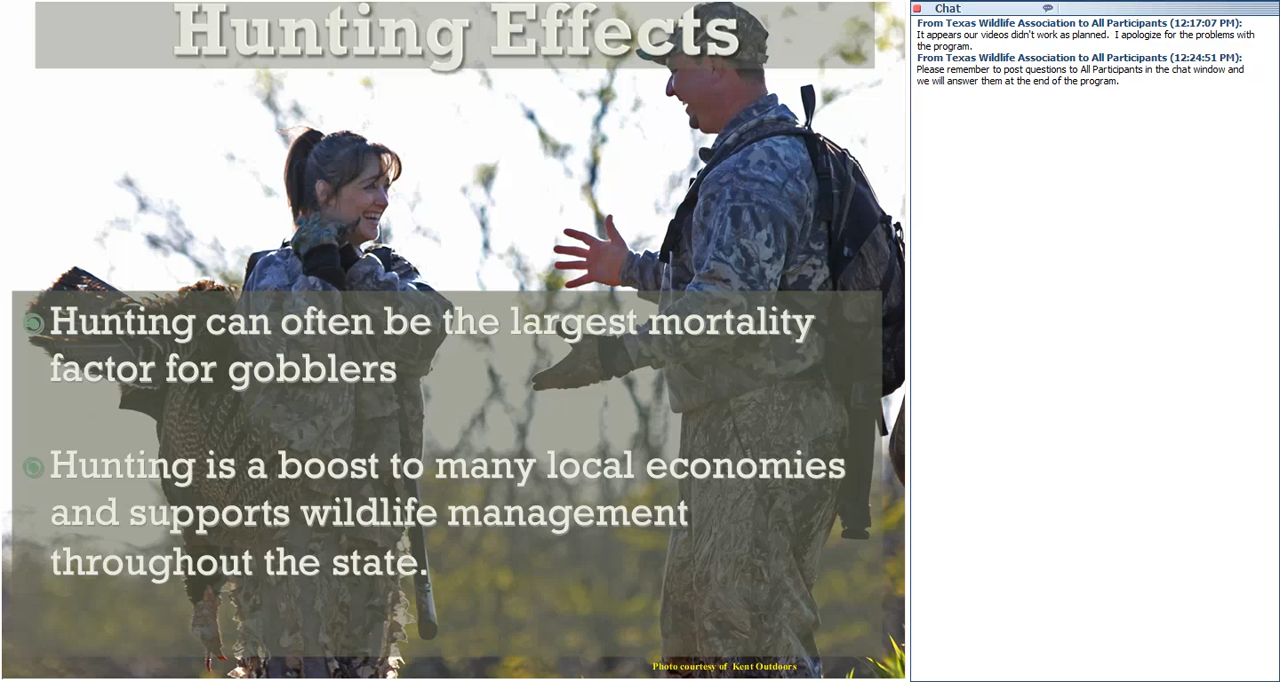 Hunting Effects
Hunting can often be the largest mortality
factor for gobblers
Hunting is a boost to many local economies
and supports wildlife management
throughout the state.
Photo courtesy of Kent Outdoors
Chat
From Texas Wildlife Association to All Participants (12:17:07 PM):
It appears our videos didn't work as planned. I apologize for the problems with
the program.
From Texas Wildlife Association to All Participants (12:24:51 PM):
Please remember to post questions to All Participants in the chat window and
we will answer them at the end of the program.